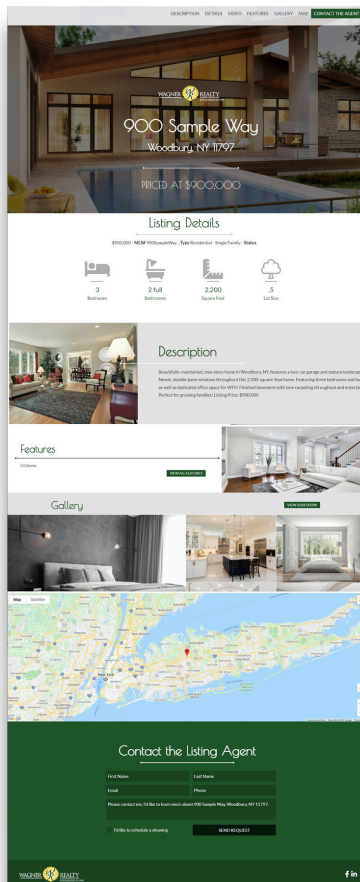 DESCRIPTION DETAILS VIDEO FEATURES GALLERY MAP CONTACT THE AGENT
WAGNER REALTY
900 Sample Way
Woodbury, NY 11797
PRICED AT $900,000
Listing Details
$900,000 · MLS# 900SampleWay · Type Residential - Single Family · Status
3
Bedrooms
2 full
Bathrooms
2,200
Square Feet
.5
Lot Size
Description
Beautifully maintained, two-story home in Woodbury, NY, features a two-car garage and mature landscap
Newer, double-pane windows throughout this 2,200-square-foot home. Featuring three bedrooms and
as well as dedicated office space for WFH. Finished basement with new carpeting throughout and enterta
Perfect for growing families! Listing Price: $900,000
Features
VIEW ALL FEATURES
Gallery
VIEW SLIDESHOW
Map Satellite
New York
Contact the Listing Agent
First Name
Last Name
Email
Phone
Please contact me, I'd like to learn more about 900 Sample Way, Woodbury, NY 11797.
I'd like to schedule a showing
SEND REQUEST
WAGNER REALTY